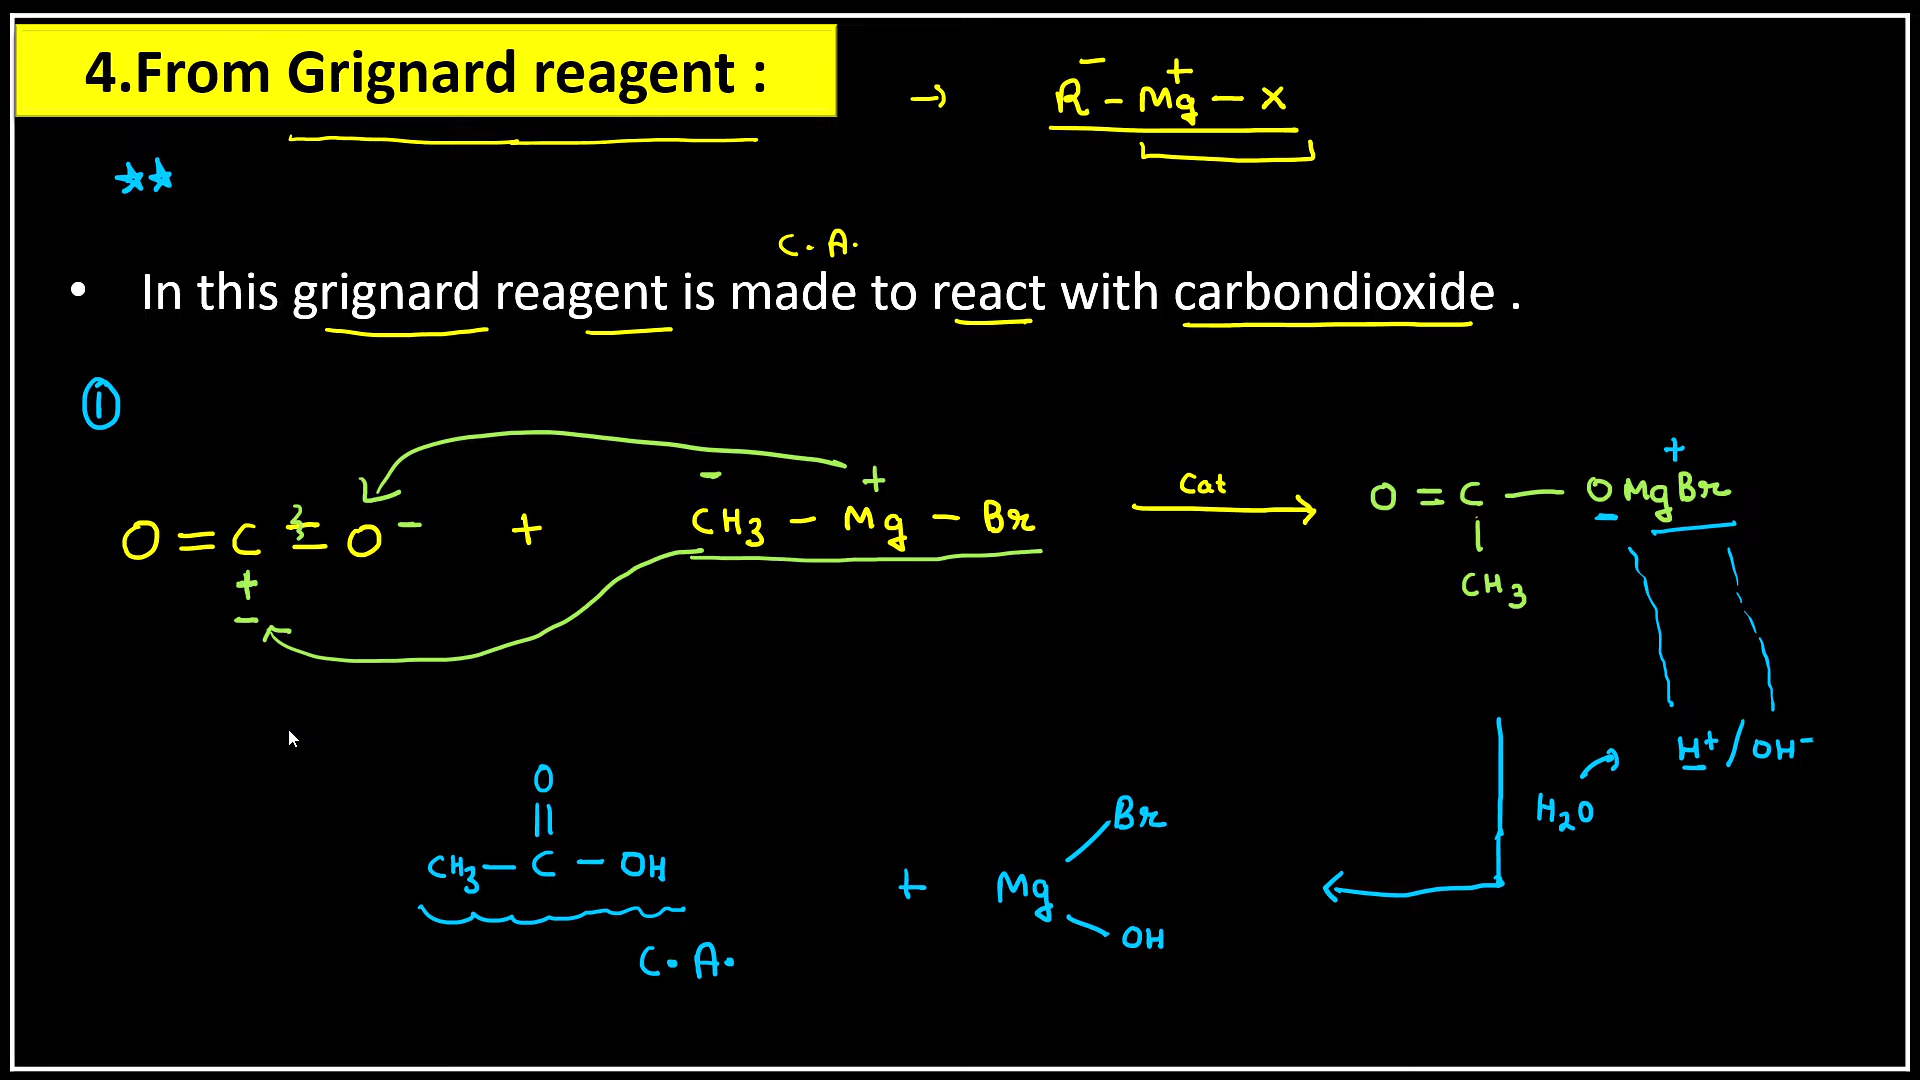 4.From Grignard reagent :
→ R⁻ - Mg⁺ - X
C. A.
• In this grignard reagent is made to react with carbondioxide .
①
O = C = O⁻ + CH3 - Mg - Br
+
-
- +
Cat
+
O = C - OMgBr
|
CH3
H⁺ / OH⁻
H2O
O
||
CH3 - C - OH + Mg
Br
OH
C. A.